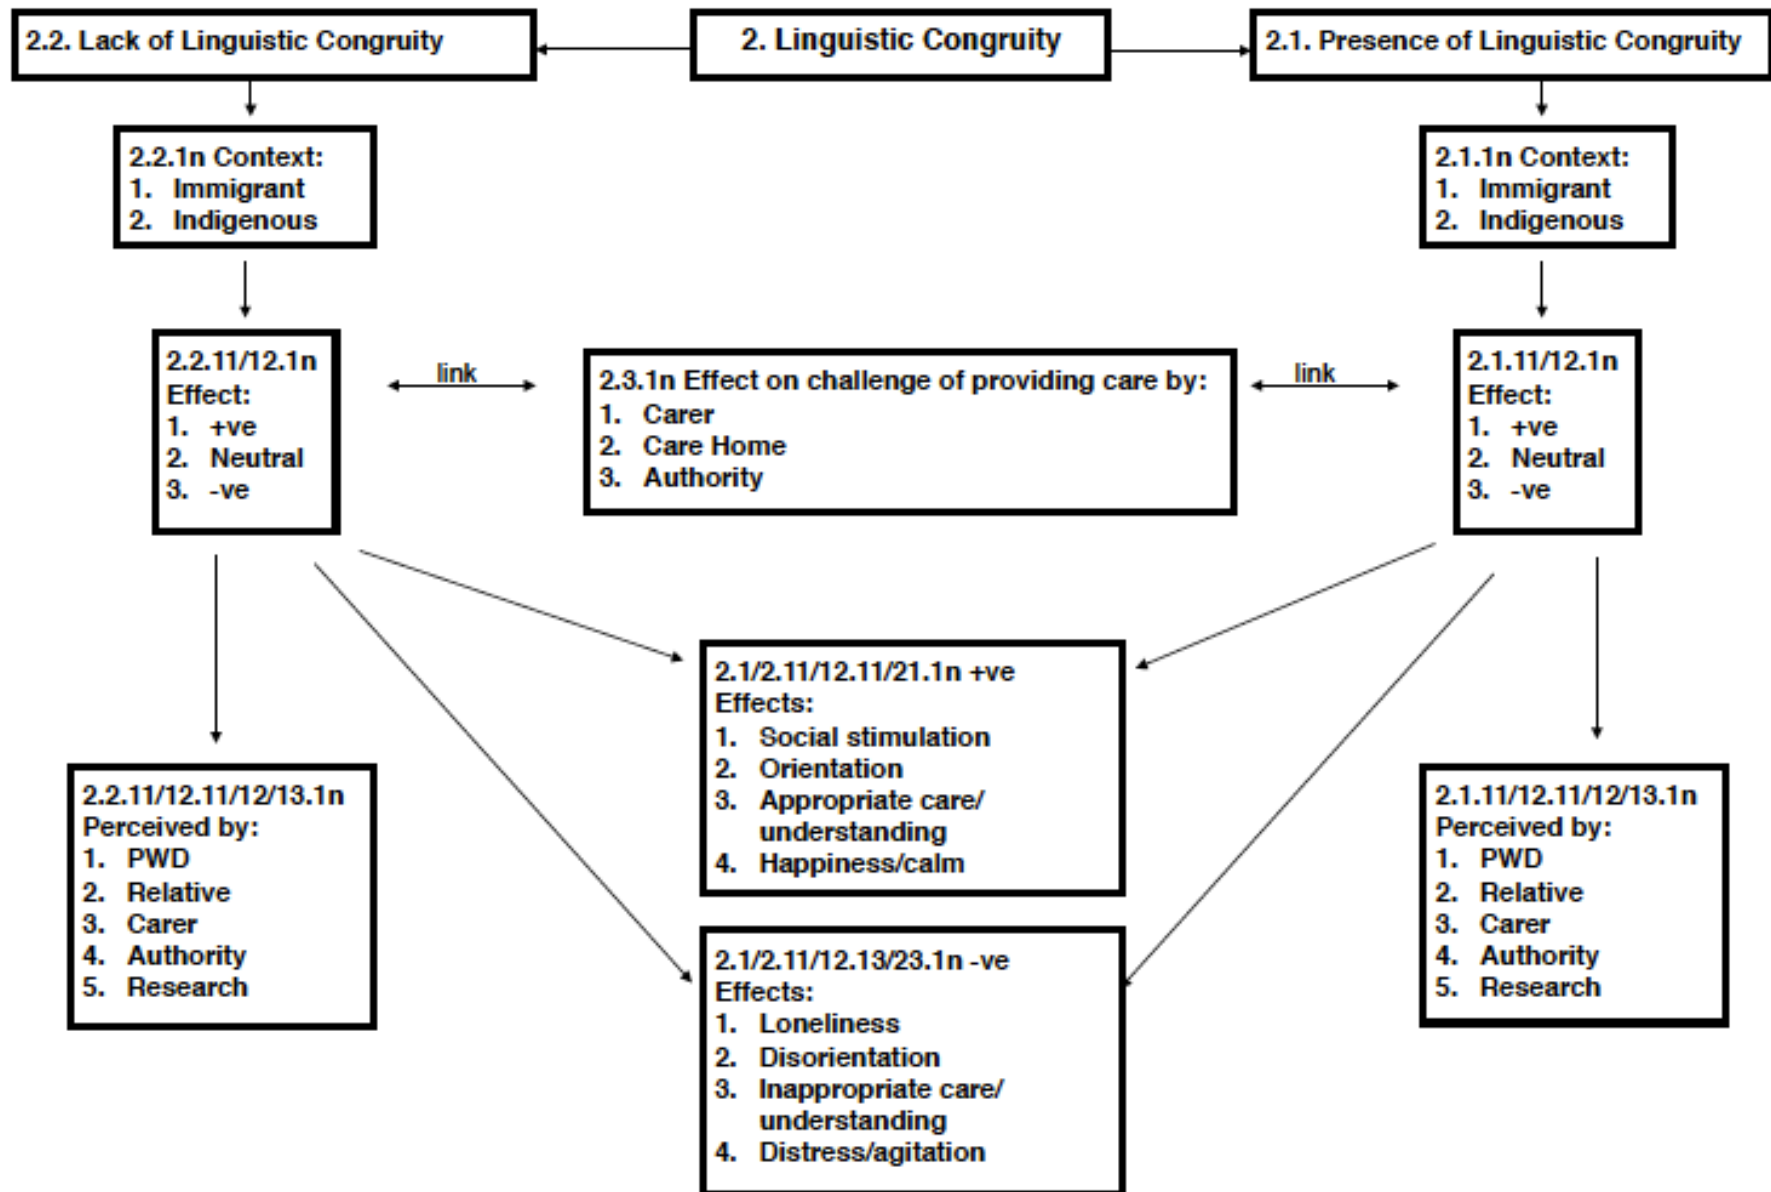 2.2. Lack of Linguistic Congruity
2. Linguistic Congruity
2.1. Presence of Linguistic Congruity
2.2.1n Context:
1. Immigrant
2. Indigenous
2.1.1n Context:
1. Immigrant
2. Indigenous
2.2.11/12.1n
Effect:
1. +ve
2. Neutral
3. -ve
link
2.3.1n Effect on challenge of providing care by:
1. Carer
2. Care Home
3. Authority
link
2.1.11/12.1n
Effect:
1. +ve
2. Neutral
3. -ve
2.1/2.11/12.11/21.1n +ve
Effects:
1. Social stimulation
2. Orientation
3. Appropriate care/
understanding
4. Happiness/calm
2.2.11/12.11/12/13.1n
Perceived by:
1. PWD
2. Relative
3. Carer
4. Authority
5. Research
2.1.11/12.11/12/13.1n
Perceived by:
1. PWD
2. Relative
3. Carer
4. Authority
5. Research
2.1/2.11/12.13/23.1n -ve
Effects:
1. Loneliness
2. Disorientation
3. Inappropriate care/
understanding
4. Distress/agitation